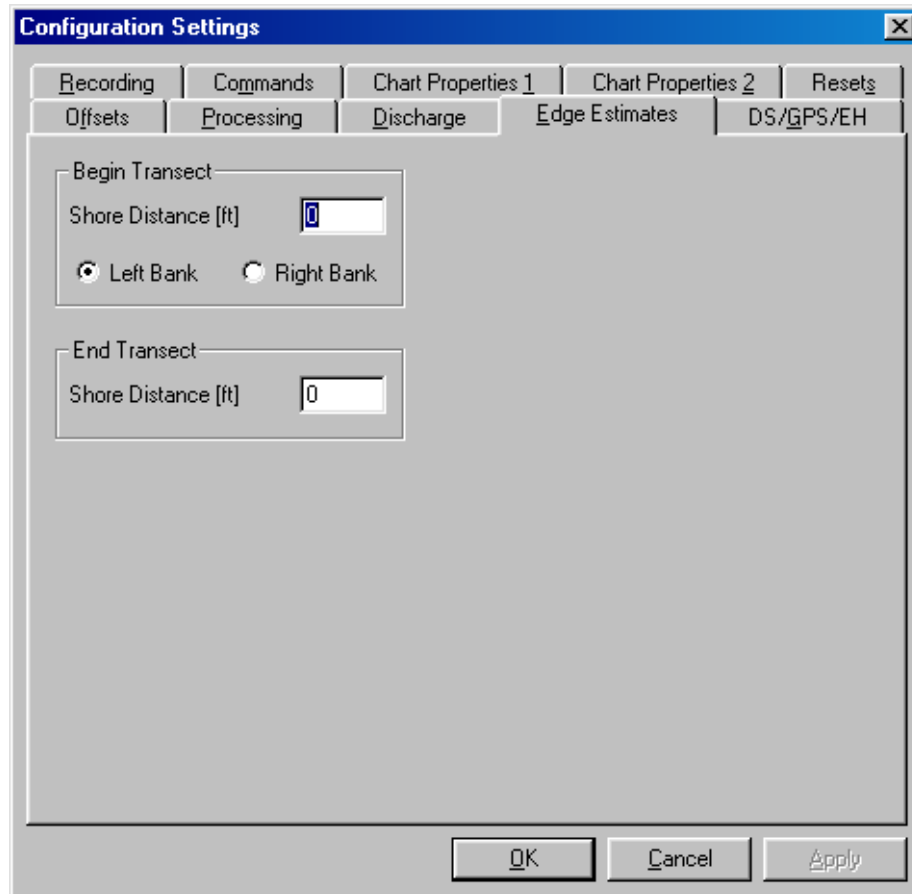 Configuration Settings
Recording Commands Chart Properties 1 Chart Properties 2 Resets
Offsets Processing Discharge Edge Estimates DS/GPS/EH
Begin Transect
Shore Distance [ft] 0
Left Bank Right Bank
End Transect
Shore Distance [ft] 0
OK Cancel Apply